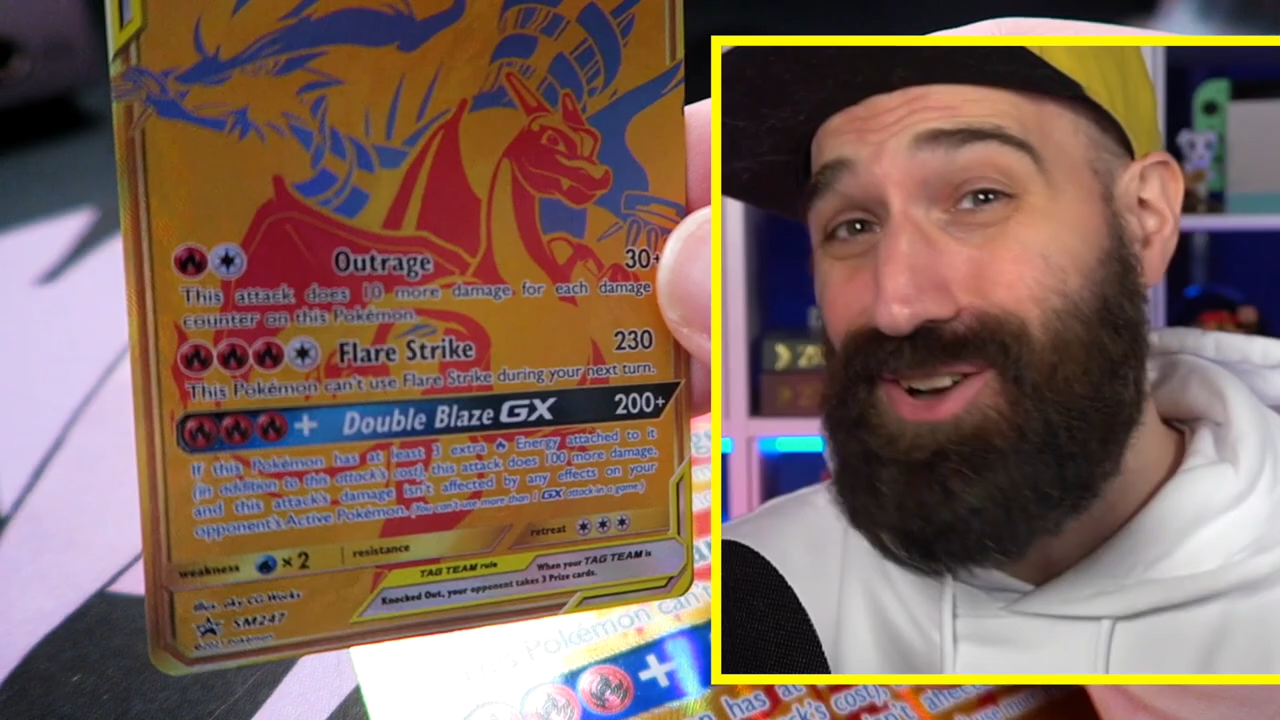 Outrage 30+
This attack does 10 more damage for each damage
counter on this Pokémon.
Flare Strike 230
This Pokémon can't use Flare Strike during your next turn.
+ Double Blaze GX 200+
If this Pokémon has at least 3 extra Energy attached to it
(in addition to this attack's cost), this attack does 100 more damage,
and this attack's damage isn't affected by any effects on your
opponent's Active Pokémon. (You can't use more than 1 GX attack in a game.)
weakness ×2 resistance retreat
TAG TEAM rule When your TAG TEAM is
Knocked Out, your opponent takes 3 Prize cards.
SM247
Pokémon can't
+
has at